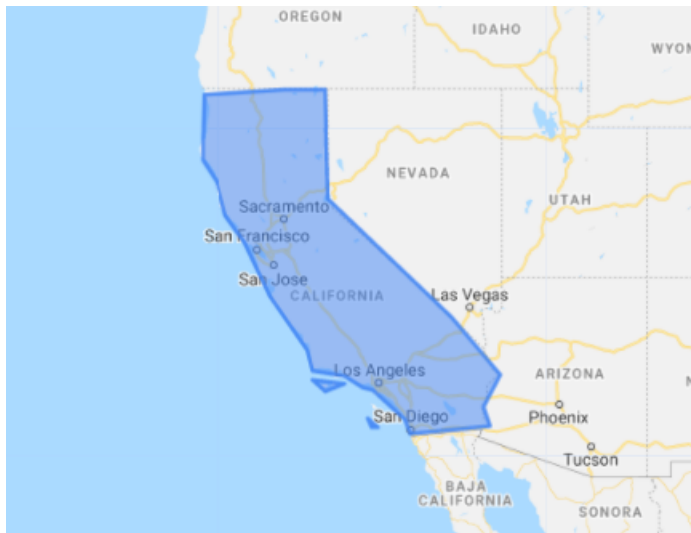 OREGON
IDAHO
WYOM
NEVADA
UTAH
Sacramento
San Francisco
San Jose
CALIFORNIA
Las Vegas
Los Angeles
ARIZONA
San Diego
Phoenix
Tucson
BAJA
CALIFORNIA
SONORA
N